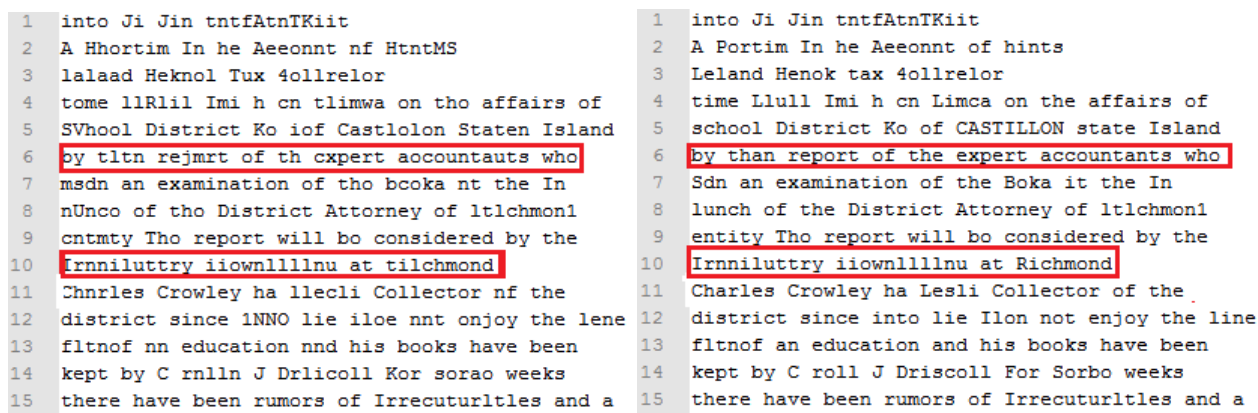 1 into Ji Jin tntfAtnTKiit
2 A Hhortim In he Aeeonnt nf HtntMS
3 lalaad Heknol Tux 4ollrelor
4 tome llRlil Imi h cn tlimwa on tho affairs of
5 SVhool District Ko iof Castlolon Staten Island
6 by tltn rejmrt of th cxpert aocountauts who
7 msdn an examination of tho bcoka nt the In
8 nUnco of tho District Attorney of ltlchmon1
9 cntmty Tho report will bo considered by the
10 Irnniluttry iiownllllnu at tilchmond
11 Chnrles Crowley ha llecli Collector nf the
12 district since 1NNO lie iloe nnt onjoy the lene
13 fltnof nn education nnd his books have been
14 kept by C rnlln J Drlicoll Kor sorao weeks
15 there have been rumors of Irrecuturltles and a
1 into Ji Jin tntfAtnTKiit
2 A Portim In he Aeeonnt of hints
3 Leland Henok tax 4ollrelor
4 time Llull Imi h cn Limca on the affairs of
5 school District Ko of CASTILLON state Island
6 by than report of the expert accountants who
7 Sdn an examination of the Boka it the In
8 lunch of the District Attorney of ltlchmon1
9 entity Tho report will bo considered by the
10 Irnniluttry iiownllllnu at Richmond
11 Charles Crowley ha Lesli Collector of the
12 district since into lie Ilon not enjoy the line
13 fltnof an education and his books have been
14 kept by C roll J Driscoll For Sorbo weeks
15 there have been rumors of Irrecuturltles and a